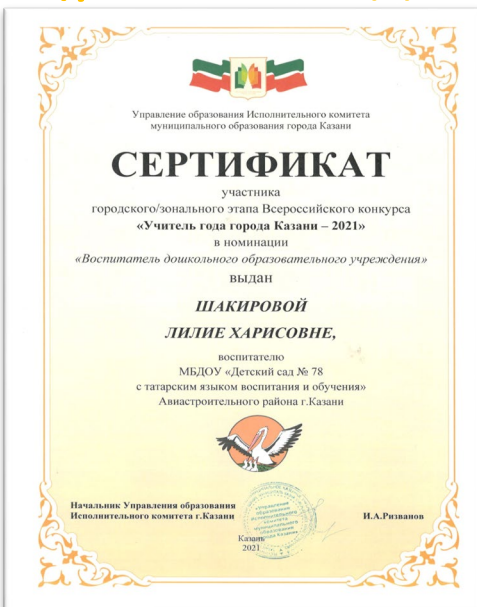 Управление образования Исполнительного комитета
муниципального образования города Казани
СЕРТИФИКАТ
участника
городского/зонального этапа Всероссийского конкурса
«Учитель года города Казани – 2021»
в номинации
«Воспитатель дошкольного образовательного учреждения»
выдан
ШАКИРОВОЙ
ЛИЛИЕ ХАРИСОВНЕ,
воспитателю
МБДОУ «Детский сад № 78
с татарским языком воспитания и обучения»
Авиастроительного района г.Казани
Начальник Управления образования
Исполнительного комитета г.Казани
И.А.Ризванов
Казань
2021